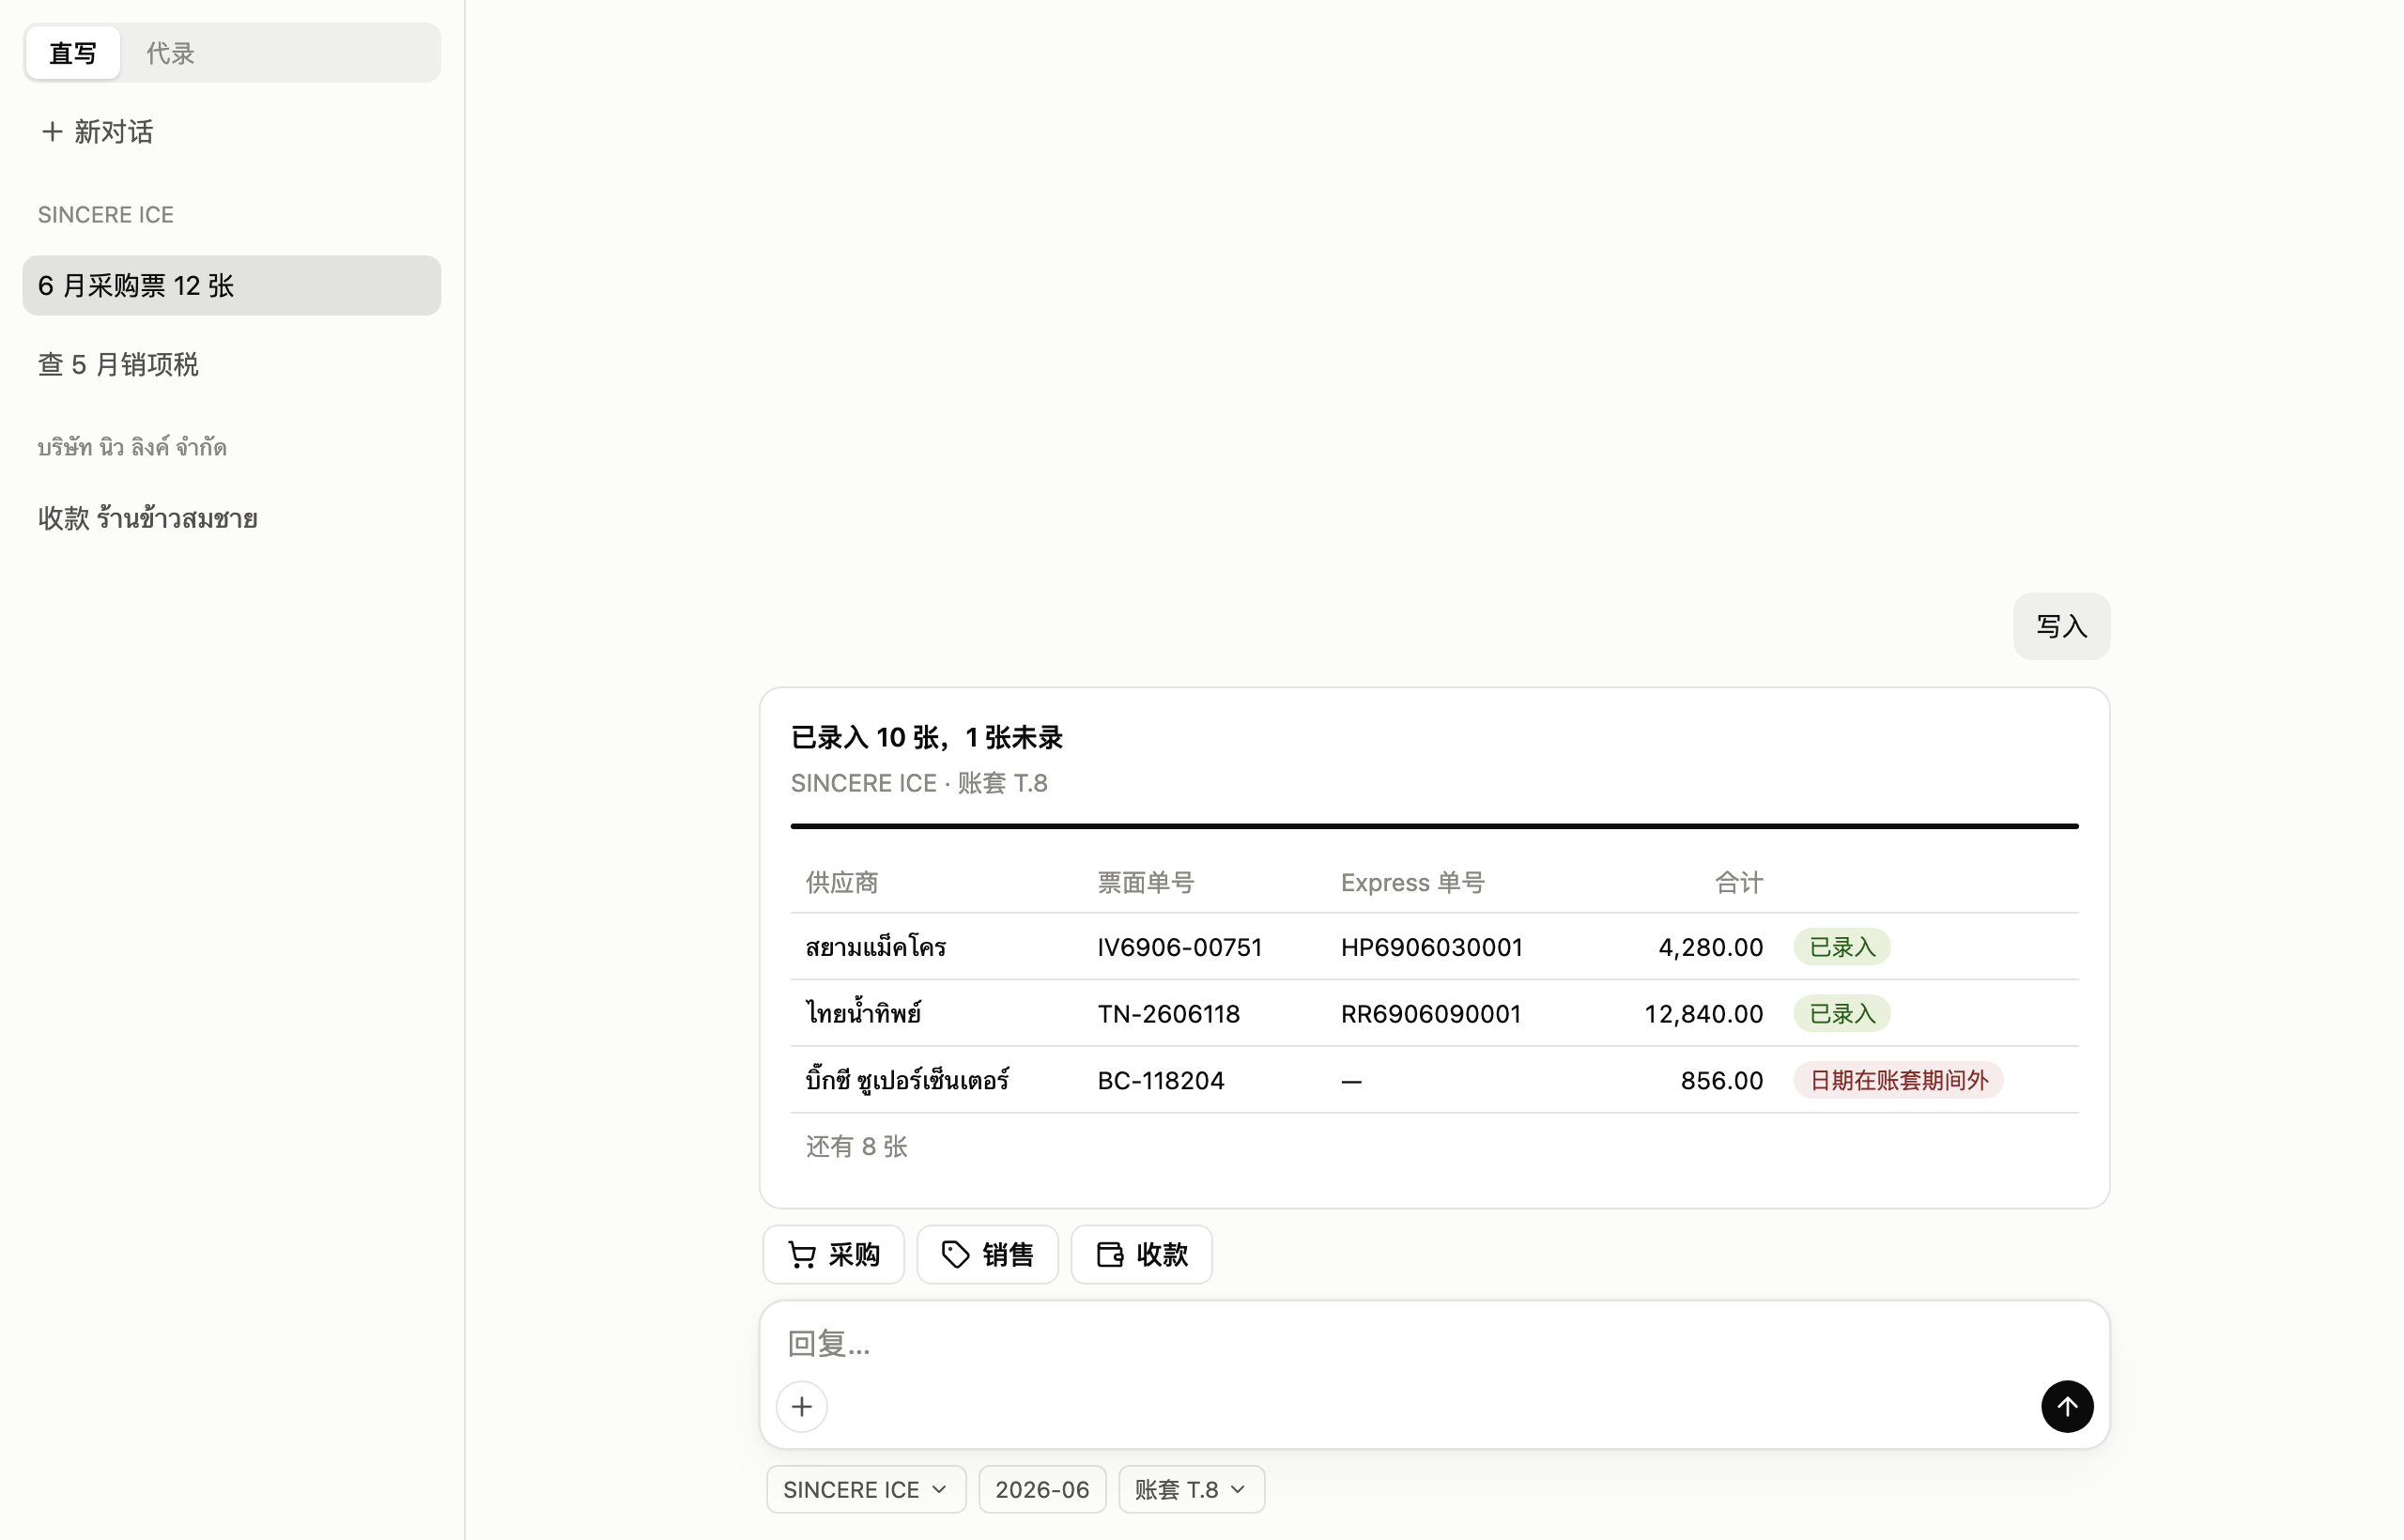 直写 代录
新对话
SINCERE ICE
6 月采购票 12 张
查 5 月销项税
บริษัท นิว ลิงค์ จำกัด
收款 ร้านข้าวสมชาย
写入
已录入 10 张，1 张未录
SINCERE ICE · 账套 T.8
供应商 票面单号 Express 单号 合计
สยามแม็คโคร IV6906-00751 HP6906030001 4,280.00 已录入
ไทยน้ำทิพย์ TN-2606118 RR6906090001 12,840.00 已录入
บิ๊กซี ซูเปอร์เซ็นเตอร์ BC-118204 — 856.00 日期在账套期间外
还有 8 张
采购 销售 收款
回复...
SINCERE ICE 2026-06 账套 T.8